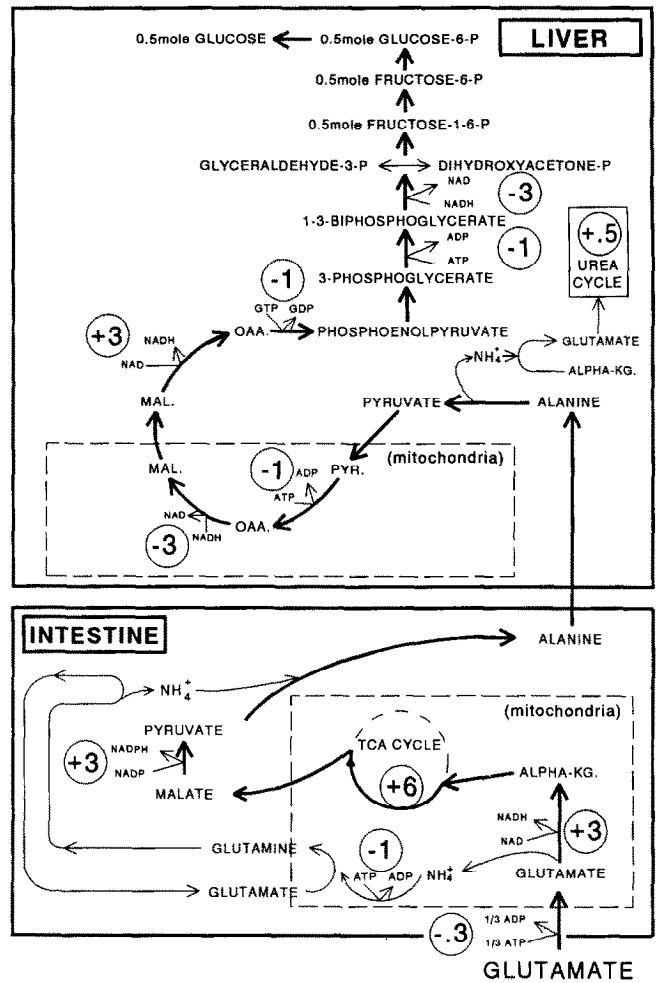 LIVER
0.5mole GLUCOSE
0.5mole GLUCOSE-6-P
0.5mole FRUCTOSE-6-P
0.5mole FRUCTOSE-1-6-P
GLYCERALDEHYDE-3-P
DIHYDROXYACETONE-P
NAD
NADH
-3
1-3-BIPHOSPHOGLYCERATE
ADP
ATP
-1
3-PHOSPHOGLYCERATE
+.5
UREA
CYCLE
-1
GTP GDP
OAA.
PHOSPHOENOLPYRUVATE
+3
NADH
NAD
GLUTAMATE
NH4+
ALPHA-KG.
MAL.
PYRUVATE
ALANINE
(mitochondria)
MAL.
-1
ADP
ATP
PYR.
NAD
NADH
OAA.
-3
INTESTINE
ALANINE
NH4+
(mitochondria)
PYRUVATE
+3
NADPH
NADP
MALATE
TCA CYCLE
+6
ALPHA-KG.
NADH
NAD
+3
GLUTAMINE
-1
ATP ADP
NH4+
GLUTAMATE
GLUTAMATE
-.3
1/3 ADP
1/3 ATP
GLUTAMATE